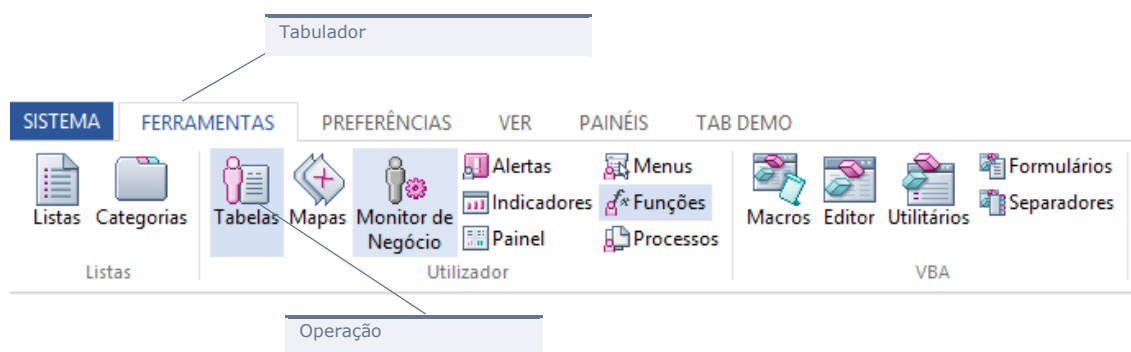 Tabulador
SISTEMA FERRAMENTAS PREFERÊNCIAS VER PAINÉIS TAB DEMO
Listas Categorias
Listas
Tabelas Mapas Monitor de Negócio
Alertas
Indicadores
Painel
Menus
Funções
Processos
Utilizador
Macros Editor Utilitários
Formulários
Separadores
VBA
Operação